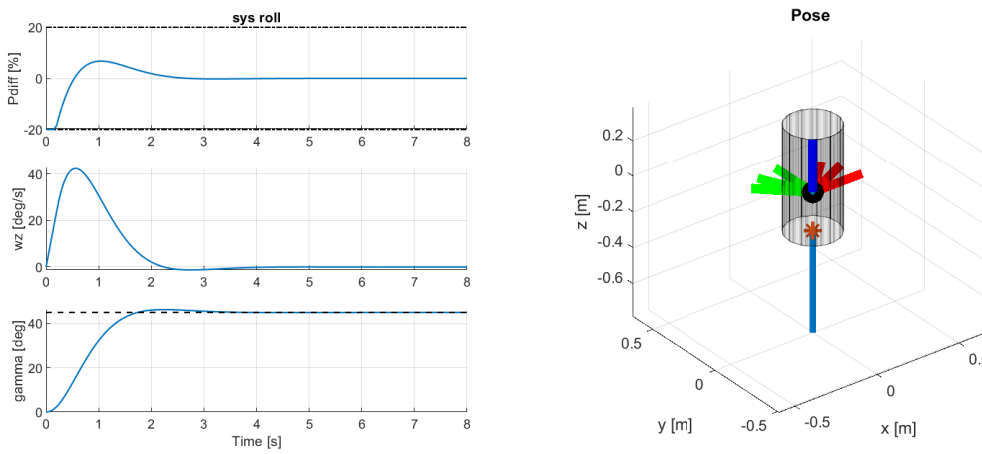 sys roll
Pdiff [%]
20
0
-20
0 1 2 3 4 5 6 7 8
wz [deg/s]
40
20
0
0 1 2 3 4 5 6 7 8
gamma [deg]
40
20
0
0 1 2 3 4 5 6 7 8
Time [s]
Pose
z [m]
0.2
0
-0.2
-0.4
-0.6
0.5
0
-0.5
y [m]
-0.5
0
x [m]